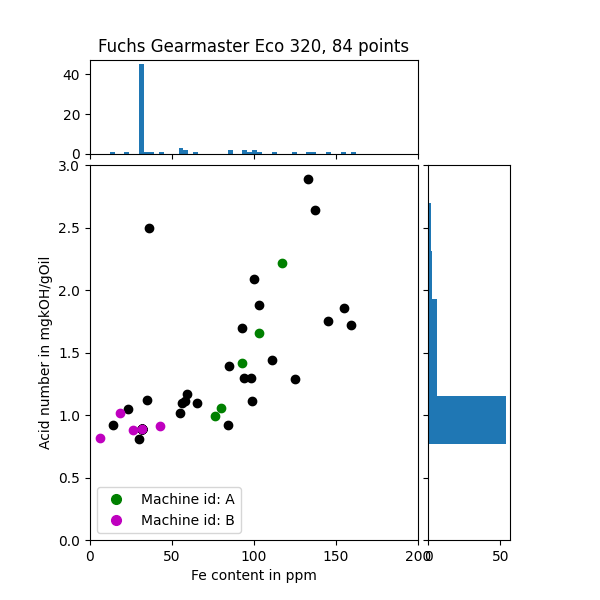 Fuchs Gearmaster Eco 320, 84 points
40
20
0
3.0
2.5
2.0
1.5
1.0
0.5
0.0
Acid number in mgkOH/gOil
Machine id: A
Machine id: B
0 50 100 150 200
0 50
Fe content in ppm